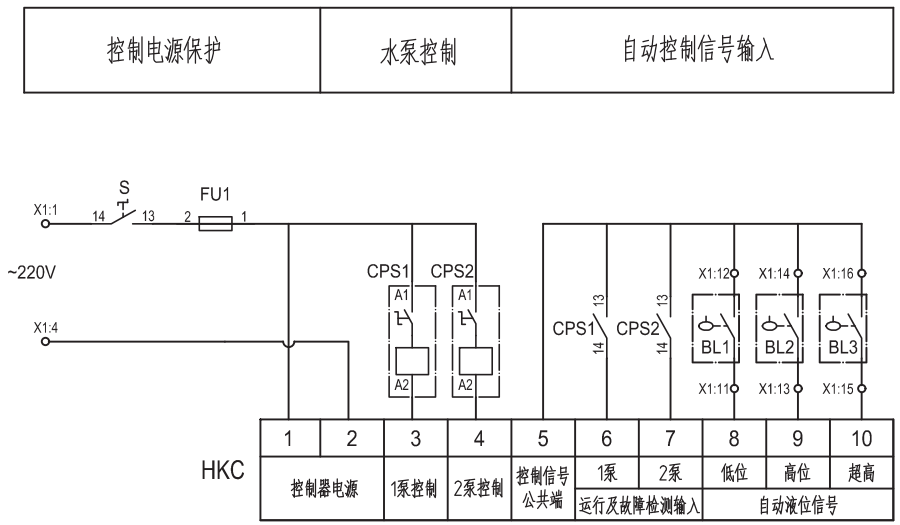 控制电源保护 水泵控制 自动控制信号输入
S
FU1
X1:1
14 13 2 1
~220V
CPS1 CPS2
X1:12 X1:14 X1:16
A1 A1
13 13
X1:4
CPS1 CPS2
BL1 BL2 BL3
14 14
A2 A2
X1:11 X1:13 X1:15
1 2 3 4 5 6 7 8 9 10
HKC
控制器电源 1泵控制 2泵控制
控制信号
公共端
1泵 2泵 低位 高位 超高
运行及故障检测输入 自动液位信号